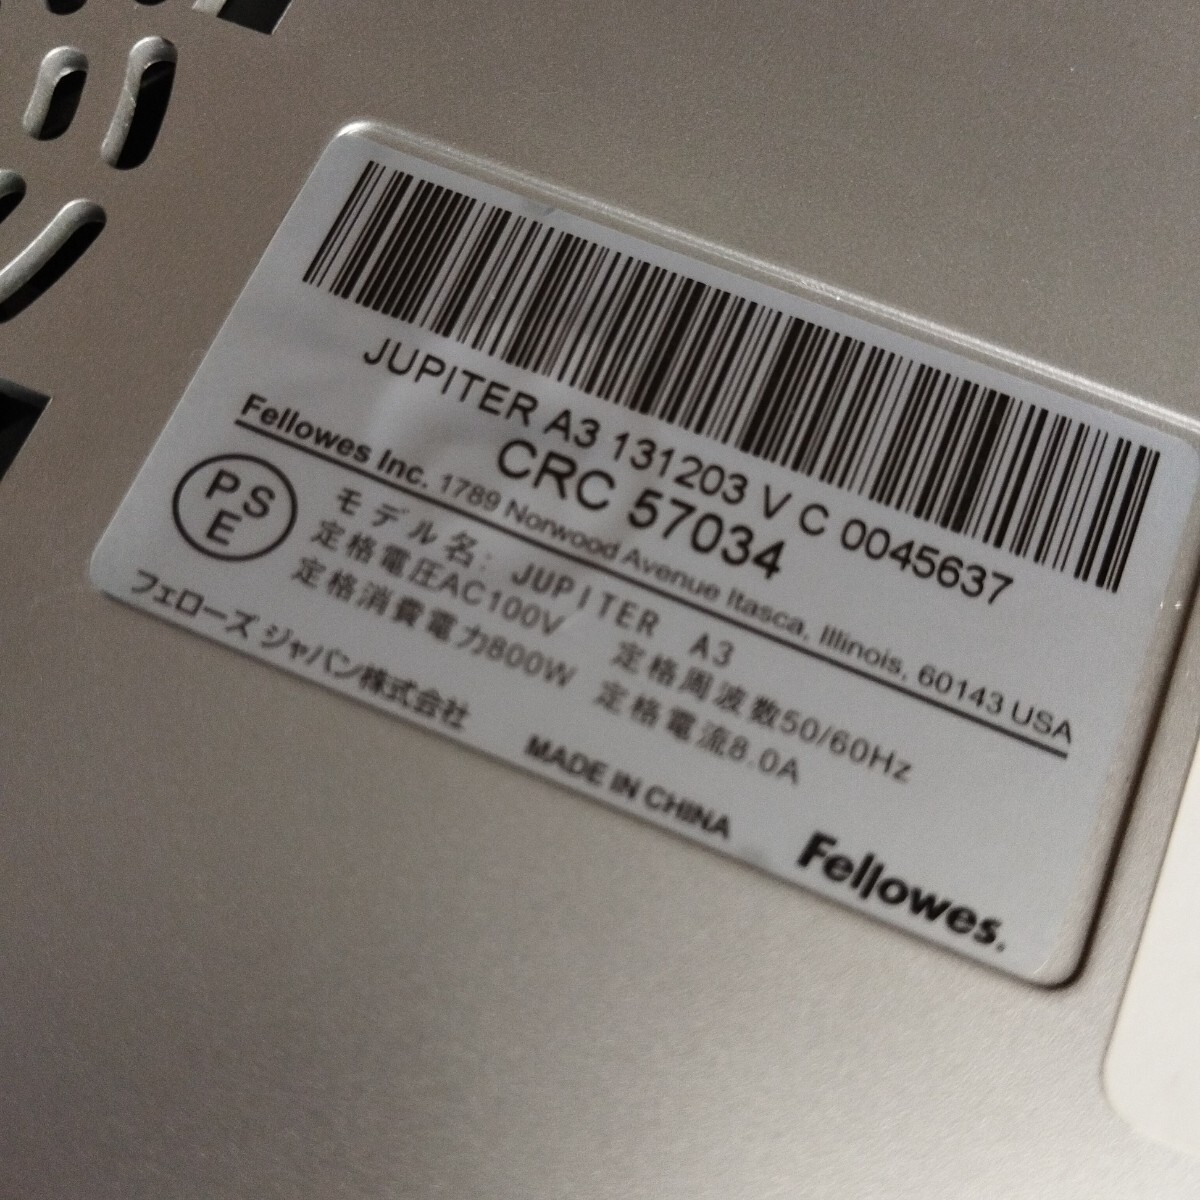 JUPITER A3 131203 V C 0045637
CRC 57034
Fellowes Inc. 1789 Norwood Avenue Itasca, Illinois, 60143 USA
PSE
モデル名: JUPITER A3
定格電圧AC100V 定格周波数50/60Hz
定格消費電力800W 定格電流8.0A
フェローズ ジャパン株式会社 MADE IN CHINA
Fellowes.